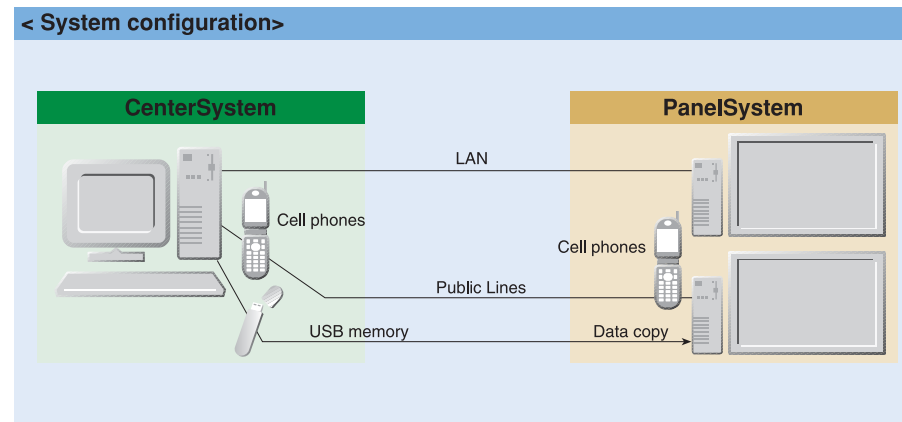 < System configuration>
CenterSystem
PanelSystem
LAN
Cell phones
Cell phones
Public Lines
USB memory
Data copy